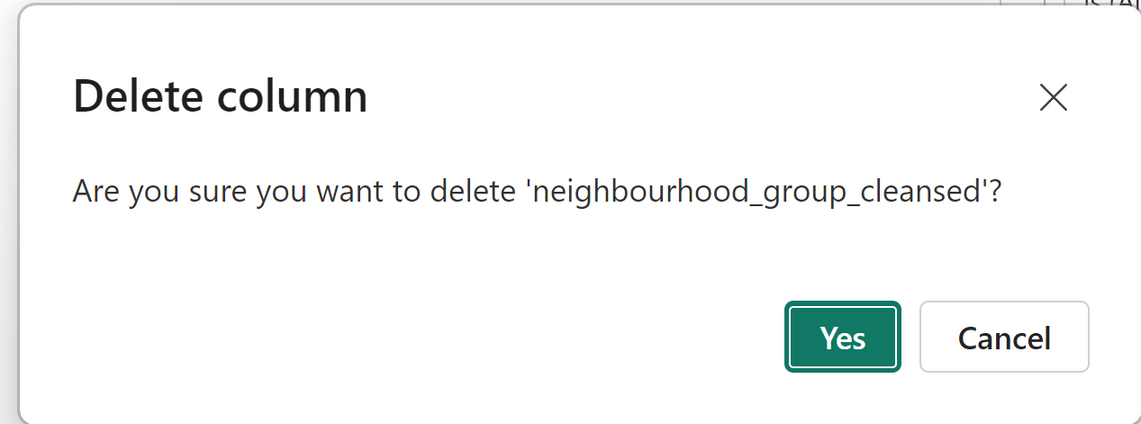 Delete column
Are you sure you want to delete 'neighbourhood_group_cleansed'?
Yes
Cancel